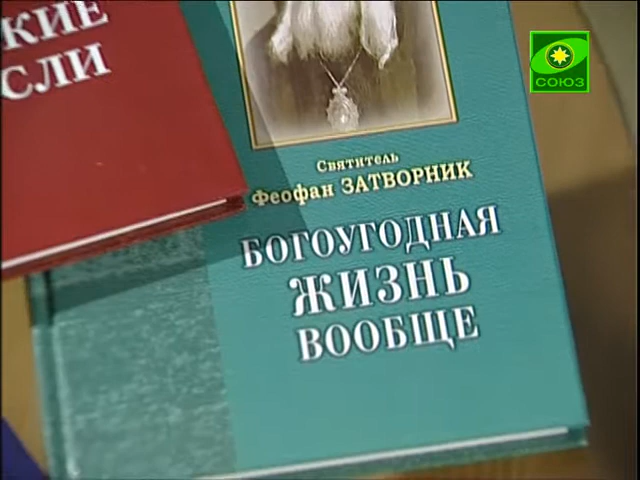 СОЮЗ
Святитель
Феофан ЗАТВОРНИК
БОГОУГОДНАЯ
ЖИЗНЬ
ВООБЩЕ
КИЕ
СЛИ